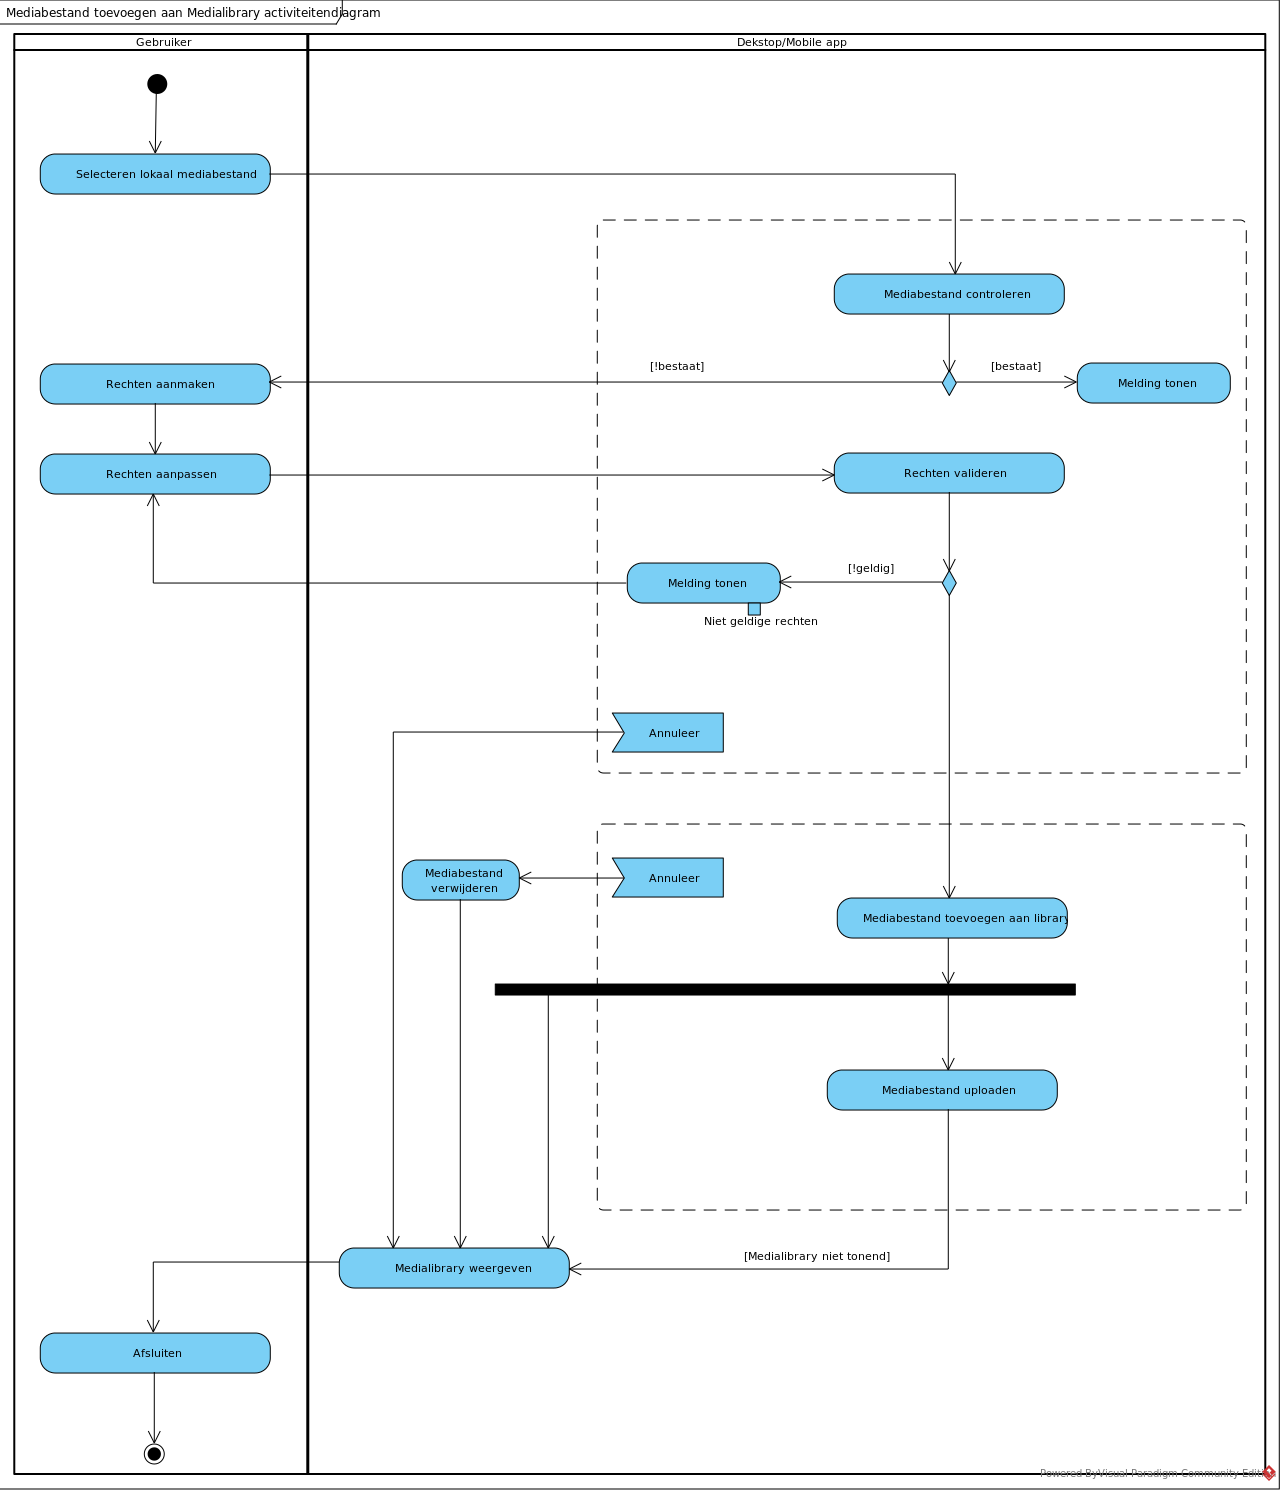 Mediabestand toevoegen aan Medialibrary activiteitendiagram
Gebruiker
Dekstop/Mobile app
Selecteren lokaal mediabestand
Mediabestand controleren
[!bestaat]
[bestaat]
Rechten aanmaken
Melding tonen
Rechten aanpassen
Rechten valideren
[!geldig]
Melding tonen
Niet geldige rechten
Annuleer
Mediabestand
verwijderen
Annuleer
Mediabestand toevoegen aan library
Mediabestand uploaden
[Medialibrary niet tonend]
Medialibrary weergeven
Afsluiten
Powered ByVisual Paradigm Community Edition